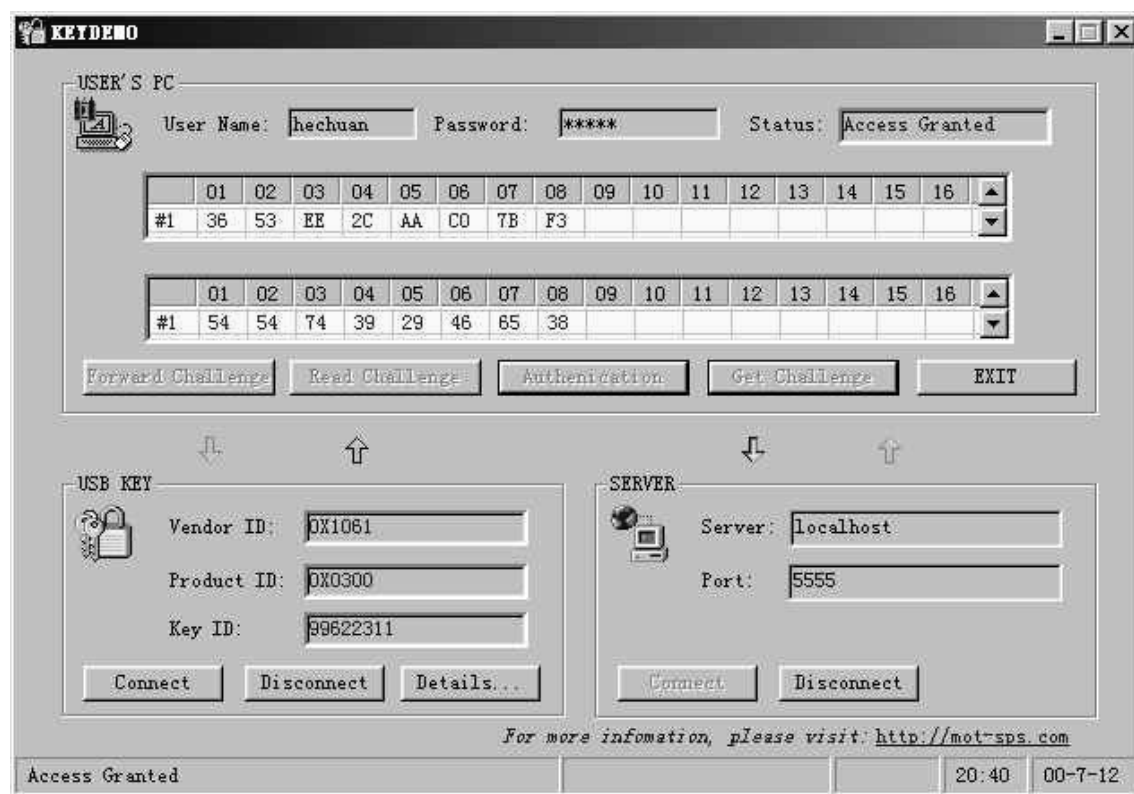 KEYDEMO
USER'S PC
User Name: hechuan Password: ***** Status: Access Granted
01 02 03 04 05 06 07 08 09 10 11 12 13 14 15 16
#1 36 53 EE 2C AA C0 7B F3
01 02 03 04 05 06 07 08 09 10 11 12 13 14 15 16
#1 54 54 74 39 29 46 65 38
Forward Challenge Read Challenge Authenication Get Challenge EXIT
USB KEY SERVER
Vendor ID: 0X1061 Server: localhost
Product ID: 0X0300 Port: 5555
Key ID: 99622311
Connect Disconnect Details... Connect Disconnect
For more infomation, please visit: http://mot-sps.com
Access Granted 20:40 00-7-12